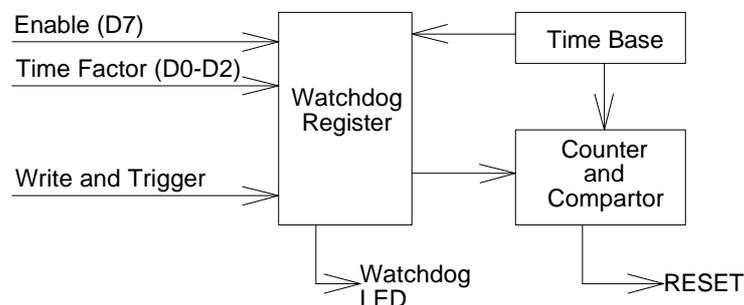 Enable (D7)
Time Factor (D0-D2)
Write and Trigger
Watchdog
Register
Time Base
Counter
and
Compartor
Watchdog
LED
RESET